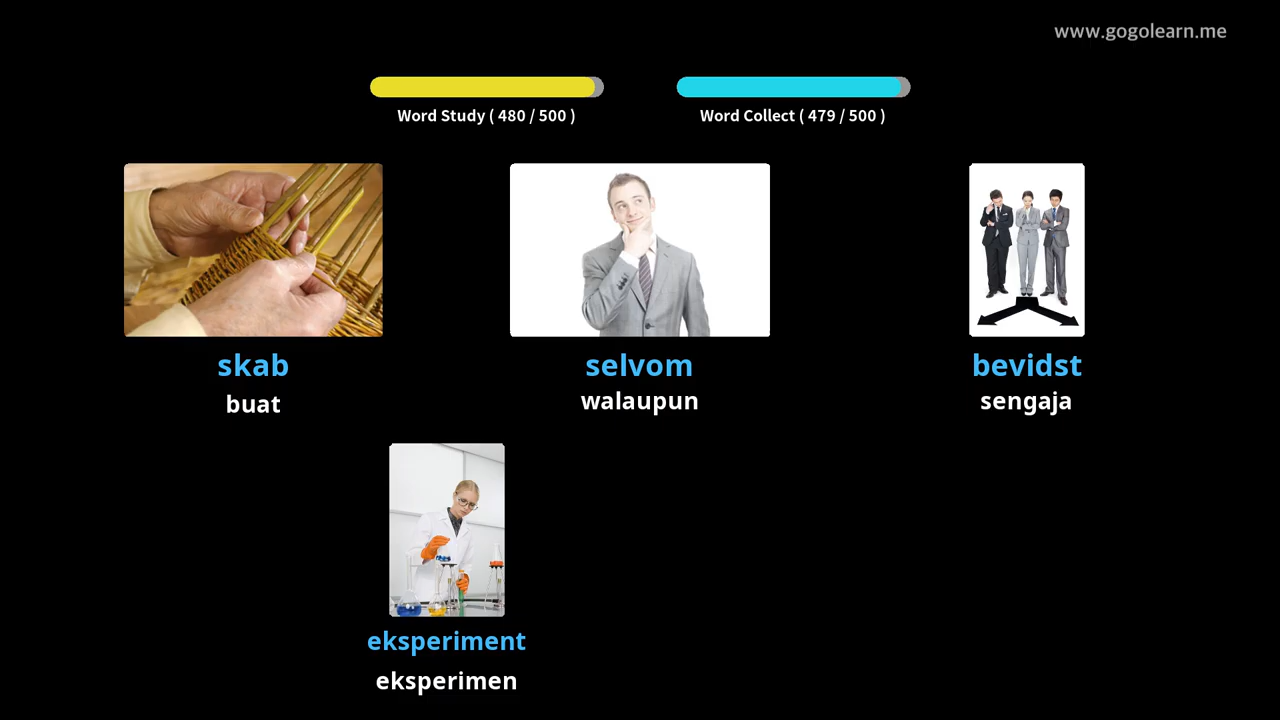 www.gogolearn.me
Word Study ( 480 / 500 )
Word Collect ( 479 / 500 )
skab
buat
selvom
walaupun
bevidst
sengaja
eksperiment
eksperimen